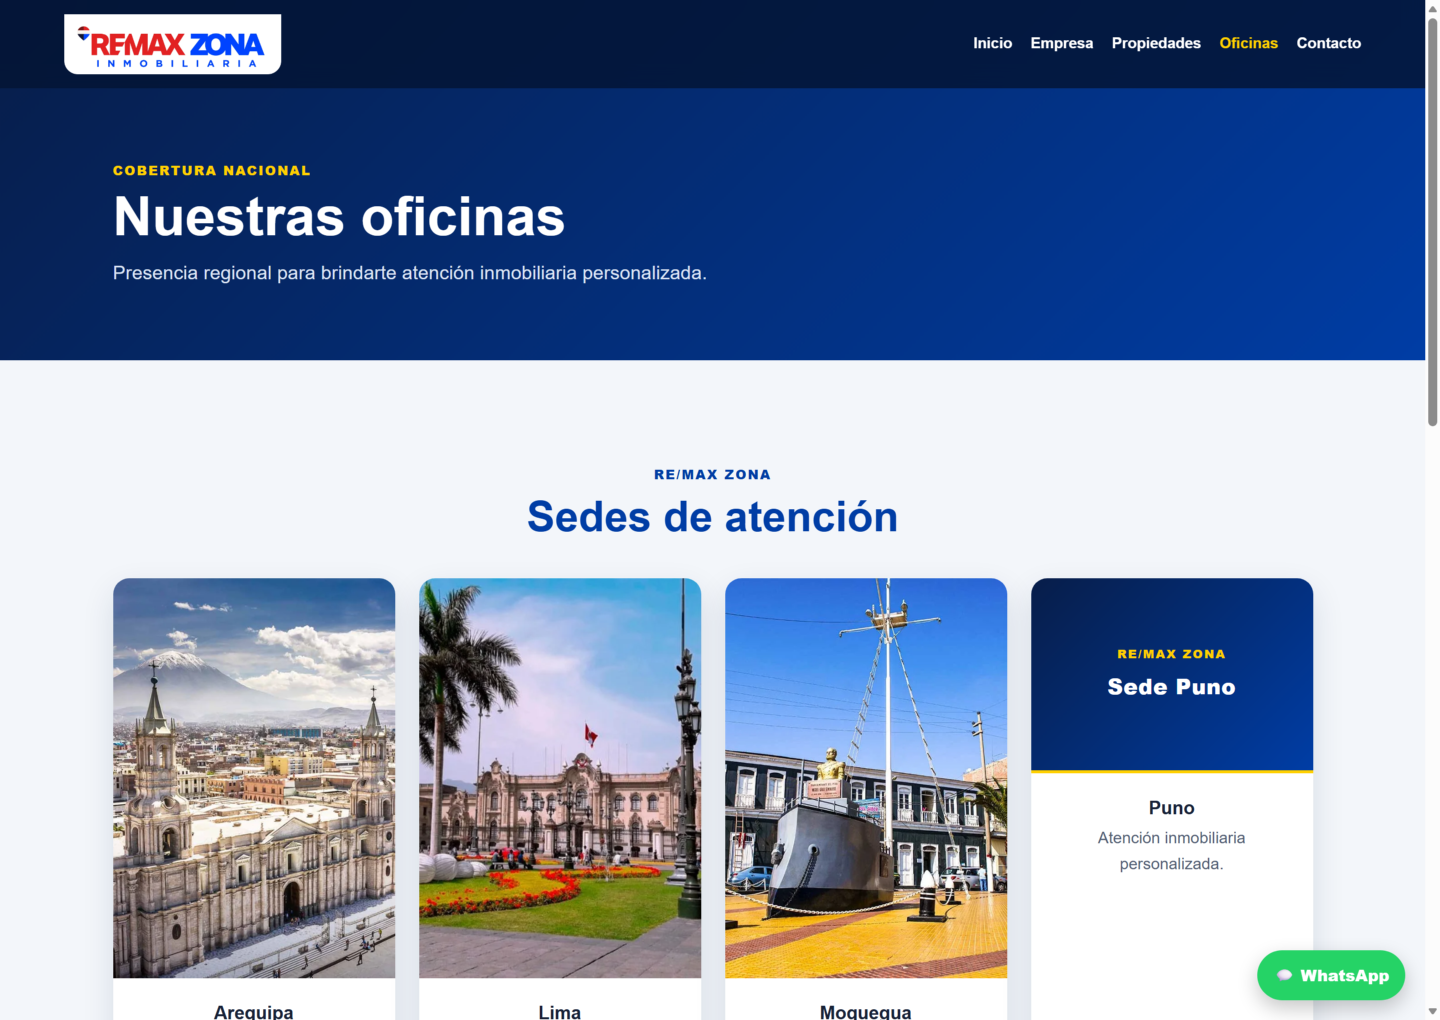 REMAX ZONA
INMOBILIARIA
Inicio
Empresa
Propiedades
Oficinas
Contacto
COBERTURA NACIONAL
Nuestras oficinas
Presencia regional para brindarte atención inmobiliaria personalizada.
RE/MAX ZONA
Sedes de atención
RE/MAX ZONA
Sede Puno
Puno
Atención inmobiliaria
personalizada.
Arequipa
Lima
Moquegua
WhatsApp